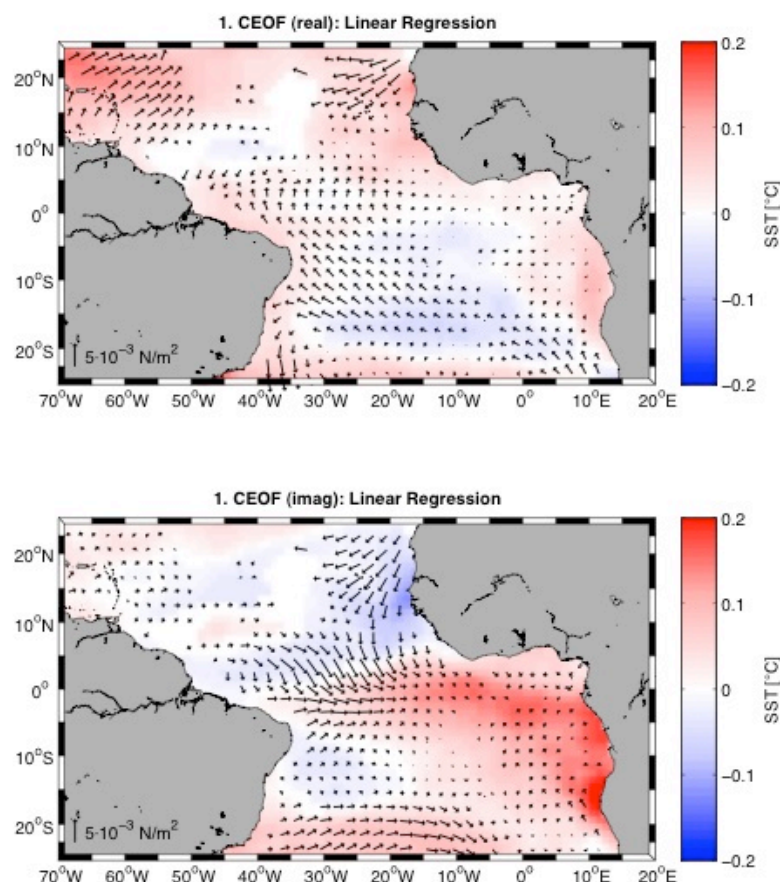 1. CEOF (real): Linear Regression
20°N
10°N
0°
10°S
20°S
5·10⁻³ N/m²
70°W 60°W 50°W 40°W 30°W 20°W 10°W 0° 10°E 20°E
0.2
0.1
0
−0.1
−0.2
SST [°C]
1. CEOF (imag): Linear Regression
20°N
10°N
0°
10°S
20°S
5·10⁻³ N/m²
70°W 60°W 50°W 40°W 30°W 20°W 10°W 0° 10°E 20°E
0.2
0.1
0
−0.1
−0.2
SST [°C]